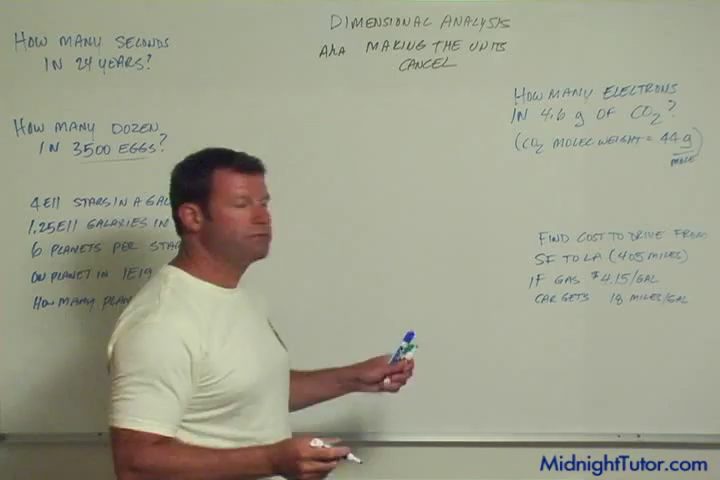 DIMENSIONAL ANALYSIS
AKA MAKING THE UNITS
CANCEL
HOW MANY SECONDS
IN 24 YEARS?
HOW MANY DOZEN
IN 3500 EGGS?
4E11 STARS IN A GAL
1.25E11 GALAXIES IN
6 PLANETS PER STAR
ON PLANET IN 1E19
HOW MANY PLAN
HOW MANY ELECTRONS
IN 4.6 g OF CO2?
(CO2 MOLEC WEIGHT = 44 g
MOLE)
FIND COST TO DRIVE FROM
SF TO LA (405 MILES)
IF GAS $4.15/GAL
CAR GETS 18 MILES/GAL
MidnightTutor.com